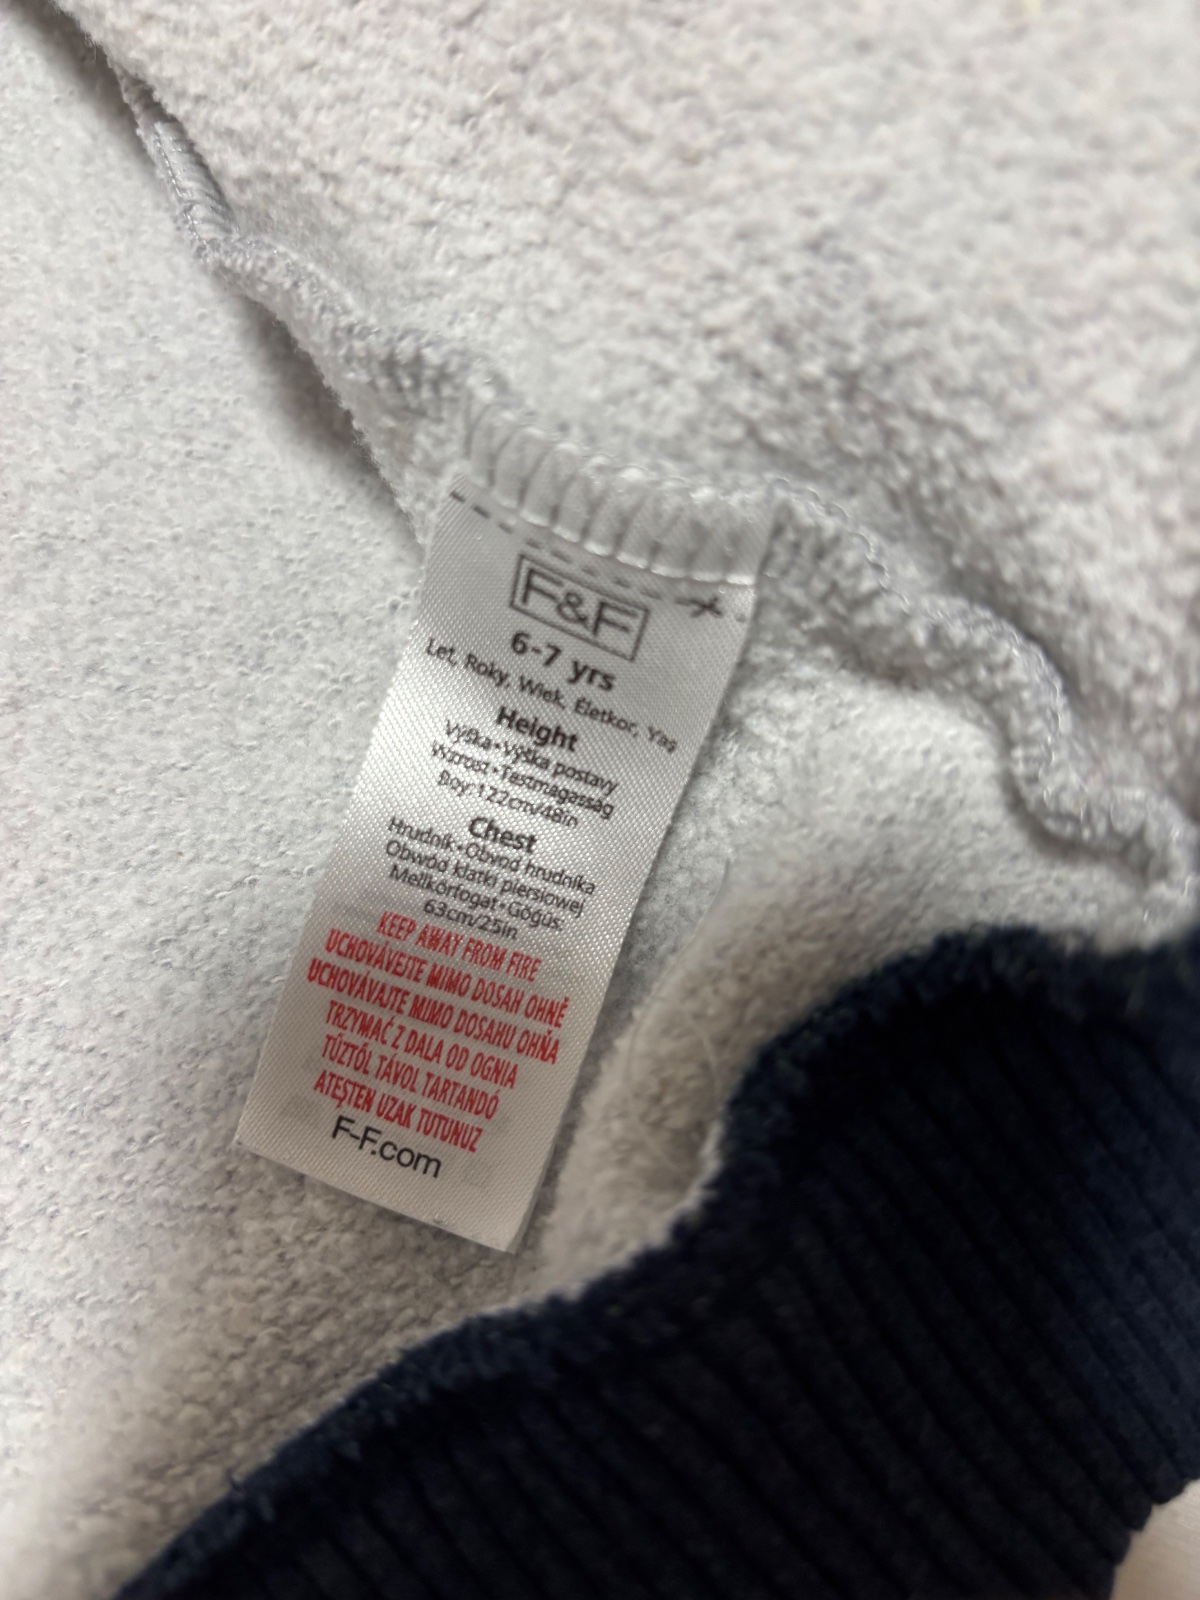 F&F
6-7 yrs
Let, Roky, Wiek, Életkor, Yaş
Height
Výška•Výška postavy
Wzrost•Testmagasság
Boy:122cm/48in
Chest
Hrudník•Obvod hrudníka
Obwód klatki piersiowej
Mellkörfogat•Göğüs:
63cm/25in
KEEP AWAY FROM FIRE
UCHOVÁVEJTE MIMO DOSAH OHNĚ
UCHOVÁVAJTE MIMO DOSAHU OHŇA
TRZYMAĆ Z DALA OD OGNIA
TŰZTŐL TÁVOL TARTANDÓ
ATEŞTEN UZAK TUTUNUZ
F-F.com